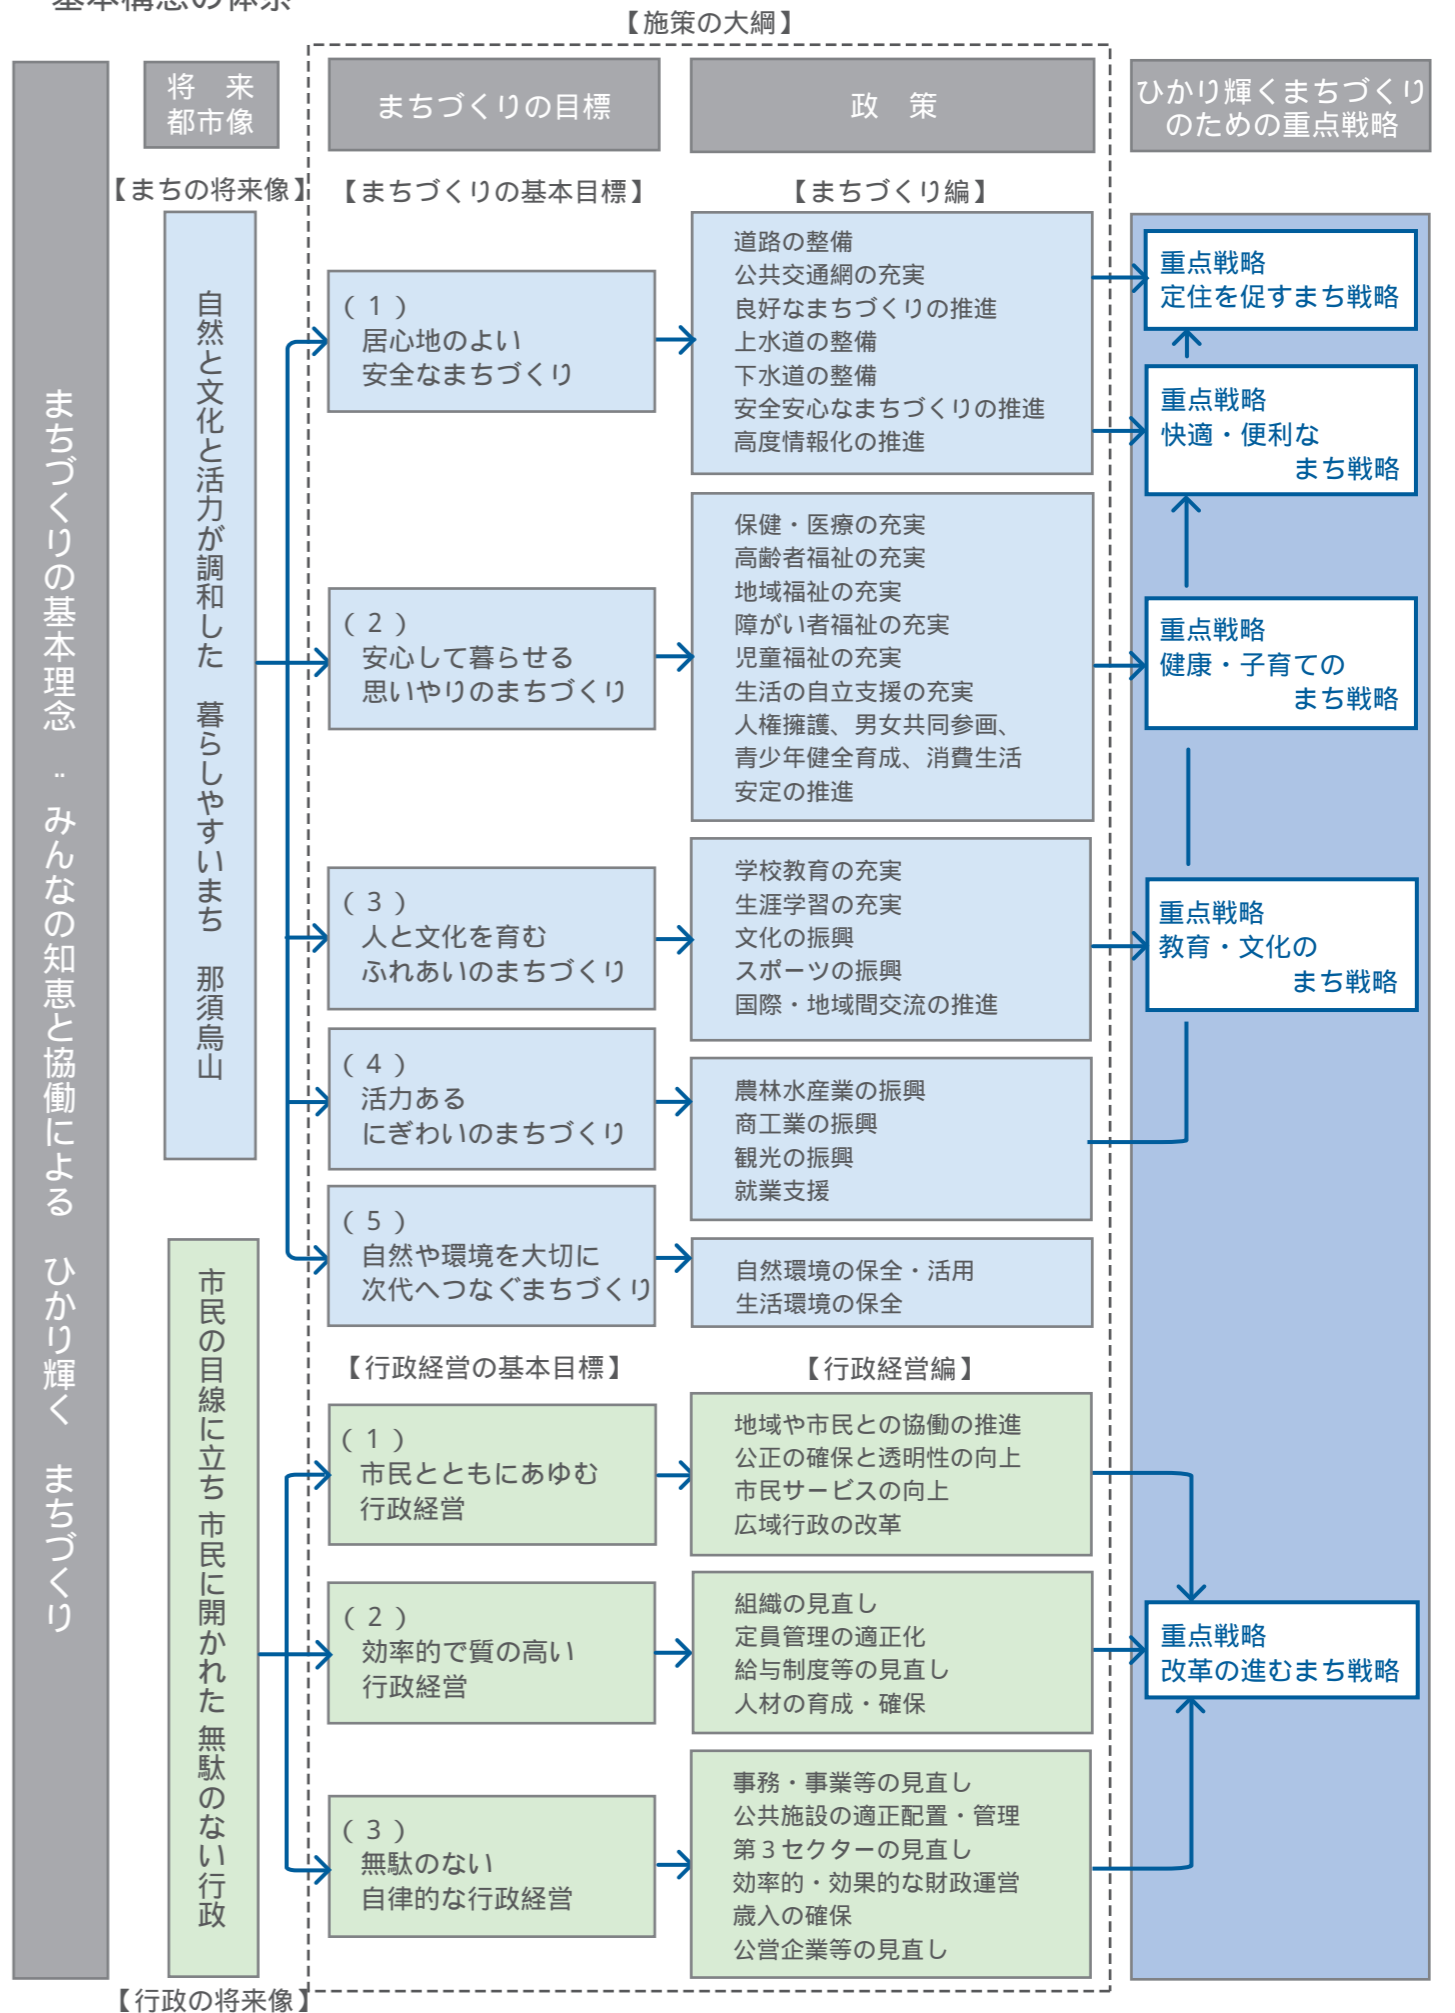 基本構想の体系
【施策の大綱】
将　来
都市像
まちづくりの目標
政　策
ひかり輝くまちづくり
のための重点戦略
まちづくりの基本理念 : みんなの知恵と協働による ひかり輝く まちづくり
【まちの将来像】
【まちづくりの基本目標】
【まちづくり編】
自然と文化と活力が調和した 暮らしやすいまち 那須烏山
(1)
居心地のよい
安全なまちづくり
道路の整備
公共交通網の充実
良好なまちづくりの推進
上水道の整備
下水道の整備
安全安心なまちづくりの推進
高度情報化の推進
重点戦略
定住を促すまち戦略
重点戦略
快適・便利な
まち戦略
(2)
安心して暮らせる
思いやりのまちづくり
保健・医療の充実
高齢者福祉の充実
地域福祉の充実
障がい者福祉の充実
児童福祉の充実
生活の自立支援の充実
人権擁護、男女共同参画、
青少年健全育成、消費生活
安定の推進
重点戦略
健康・子育ての
まち戦略
(3)
人と文化を育む
ふれあいのまちづくり
学校教育の充実
生涯学習の充実
文化の振興
スポーツの振興
国際・地域間交流の推進
重点戦略
教育・文化の
まち戦略
(4)
活力ある
にぎわいのまちづくり
農林水産業の振興
商工業の振興
観光の振興
就業支援
(5)
自然や環境を大切に
次代へつなぐまちづくり
自然環境の保全・活用
生活環境の保全
【行政経営の基本目標】
【行政経営編】
市民の目線に立ち 市民に開かれた 無駄のない行政
(1)
市民とともにあゆむ
行政経営
地域や市民との協働の推進
公正の確保と透明性の向上
市民サービスの向上
広域行政の改革
(2)
効率的で質の高い
行政経営
組織の見直し
定員管理の適正化
給与制度等の見直し
人材の育成・確保
重点戦略
改革の進むまち戦略
(3)
無駄のない
自律的な行政経営
事務・事業等の見直し
公共施設の適正配置・管理
第3セクターの見直し
効率的・効果的な財政運営
歳入の確保
公営企業等の見直し
【行政の将来像】